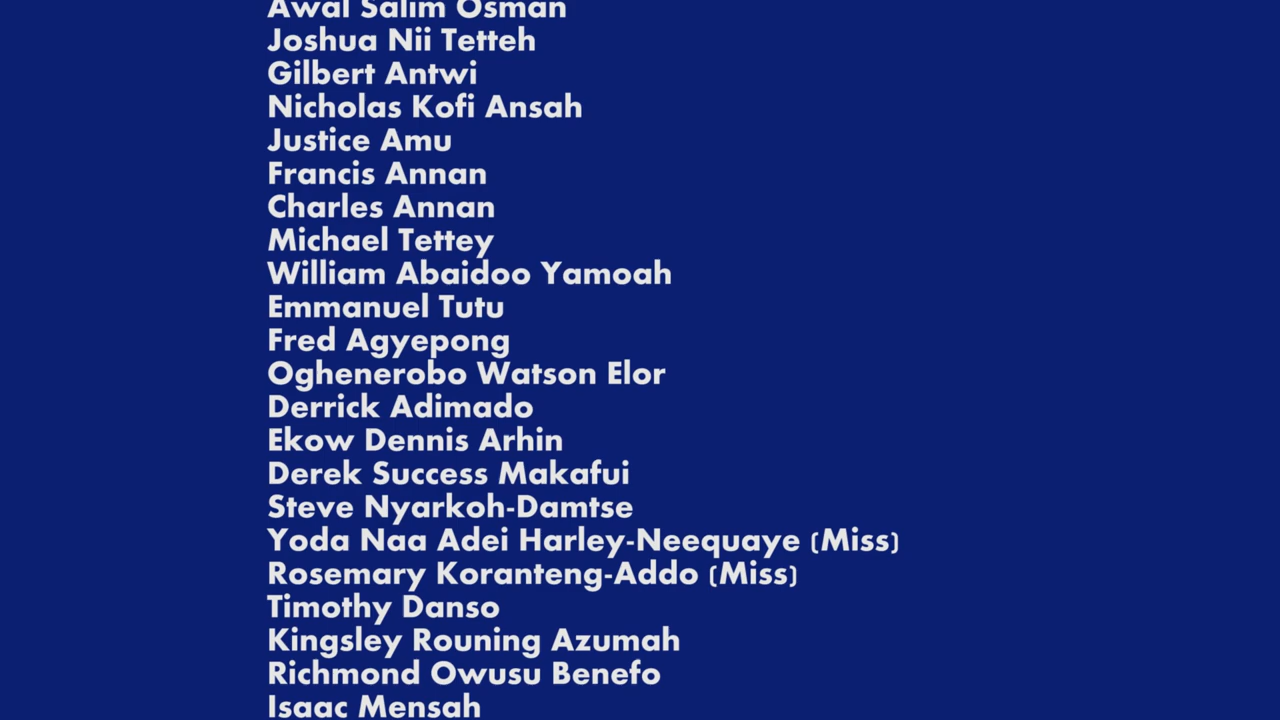 Awal Salim Osman
Joshua Nii Tetteh
Gilbert Antwi
Nicholas Kofi Ansah
Justice Amu
Francis Annan
Charles Annan
Michael Tettey
William Abaidoo Yamoah
Emmanuel Tutu
Fred Agyepong
Oghenerobo Watson Elor
Derrick Adimado
Ekow Dennis Arhin
Derek Success Makafui
Steve Nyarkoh-Damtse
Yoda Naa Adei Harley-Neequaye (Miss)
Rosemary Koranteng-Addo (Miss)
Timothy Danso
Kingsley Rouning Azumah
Richmond Owusu Benefo
Isaac Mensah